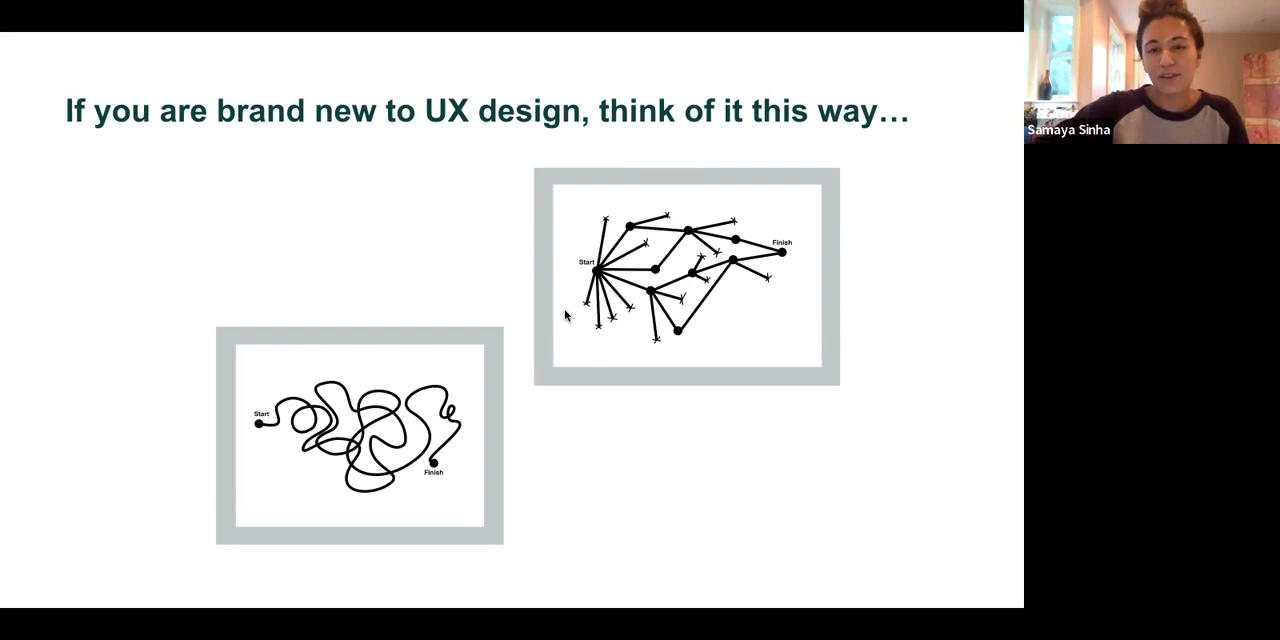 If you are brand new to UX design, think of it this way…
Samaya Sinha
Start
Finish
Start
Finish